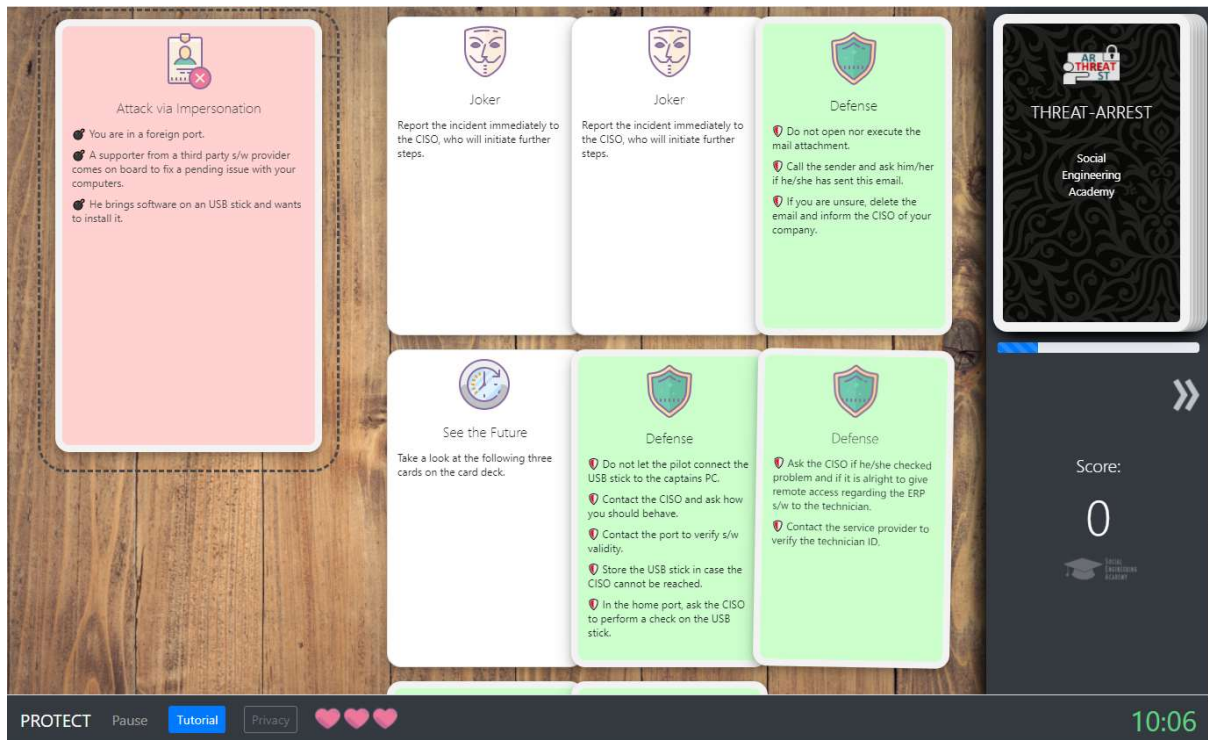 Attack via Impersonation
You are in a foreign port.
A supporter from a third party s/w provider
comes on board to fix a pending issue with your
computers.
He brings software on an USB stick and wants
to install it.
Joker
Report the incident immediately to
the CISO, who will initiate further
steps.
Joker
Report the incident immediately to
the CISO, who will initiate further
steps.
Defense
Do not open nor execute the
mail attachment.
Call the sender and ask him/her
if he/she has sent this email.
If you are unsure, delete the
email and inform the CISO of your
company.
See the Future
Take a look at the following three
cards on the card deck.
Defense
Do not let the pilot connect the
USB stick to the captains PC.
Contact the CISO and ask how
you should behave.
Contact the port to verify s/w
validity.
Store the USB stick in case the
CISO cannot be reached.
In the home port, ask the CISO
to perform a check on the USB
stick.
Defense
Ask the CISO if he/she checked
problem and if it is alright to give
remote access regarding the ERP
s/w to the technician.
Contact the service provider to
verify the technician ID.
AR
THREAT
ST
THREAT-ARREST
Social
Engineering
Academy
Score:
0
SOCIAL
ENGINEERING
ACADEMY
PROTECT Pause Tutorial Privacy
10:06